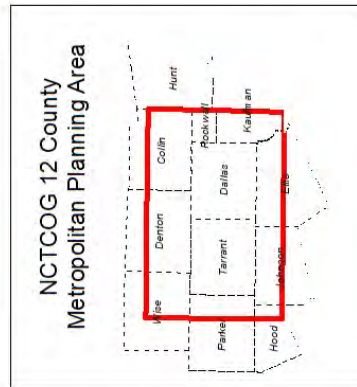 NCTCOG 12 County
Metropolitan Planning Area
Hunt
Collin
Rockwall
Kaufman
Denton
Dallas
Ellis
Wise
Tarrant
Johnson
Parker
Hood